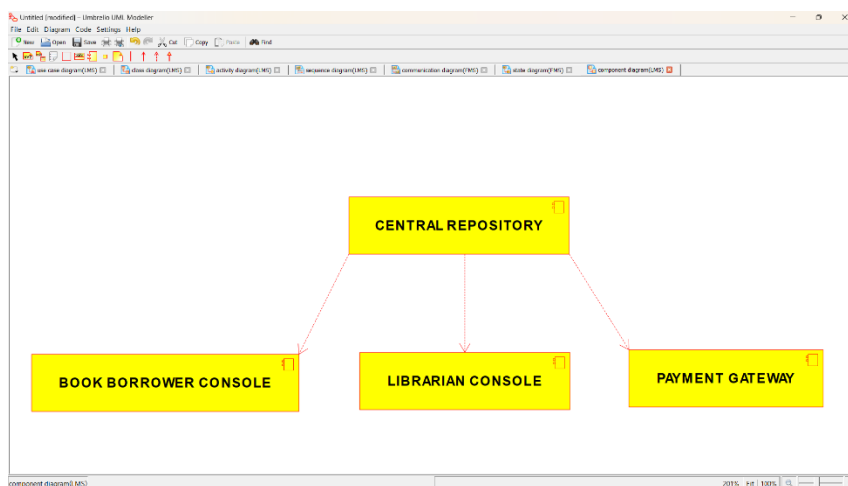 Untitled [modified] – Umbrello UML Modeller
File Edit Diagram Code Settings Help
New Open Save Cut Copy Paste Find
use case diagram(LMS) class diagram(LMS) activity diagram(LMS) sequence diagram(LMS) communication diagram(FMS) state diagram(FMS) component diagram(LMS)
CENTRAL REPOSITORY
BOOK BORROWER CONSOLE
LIBRARIAN CONSOLE
PAYMENT GATEWAY
component diagram(LMS)
201% Fit 100%